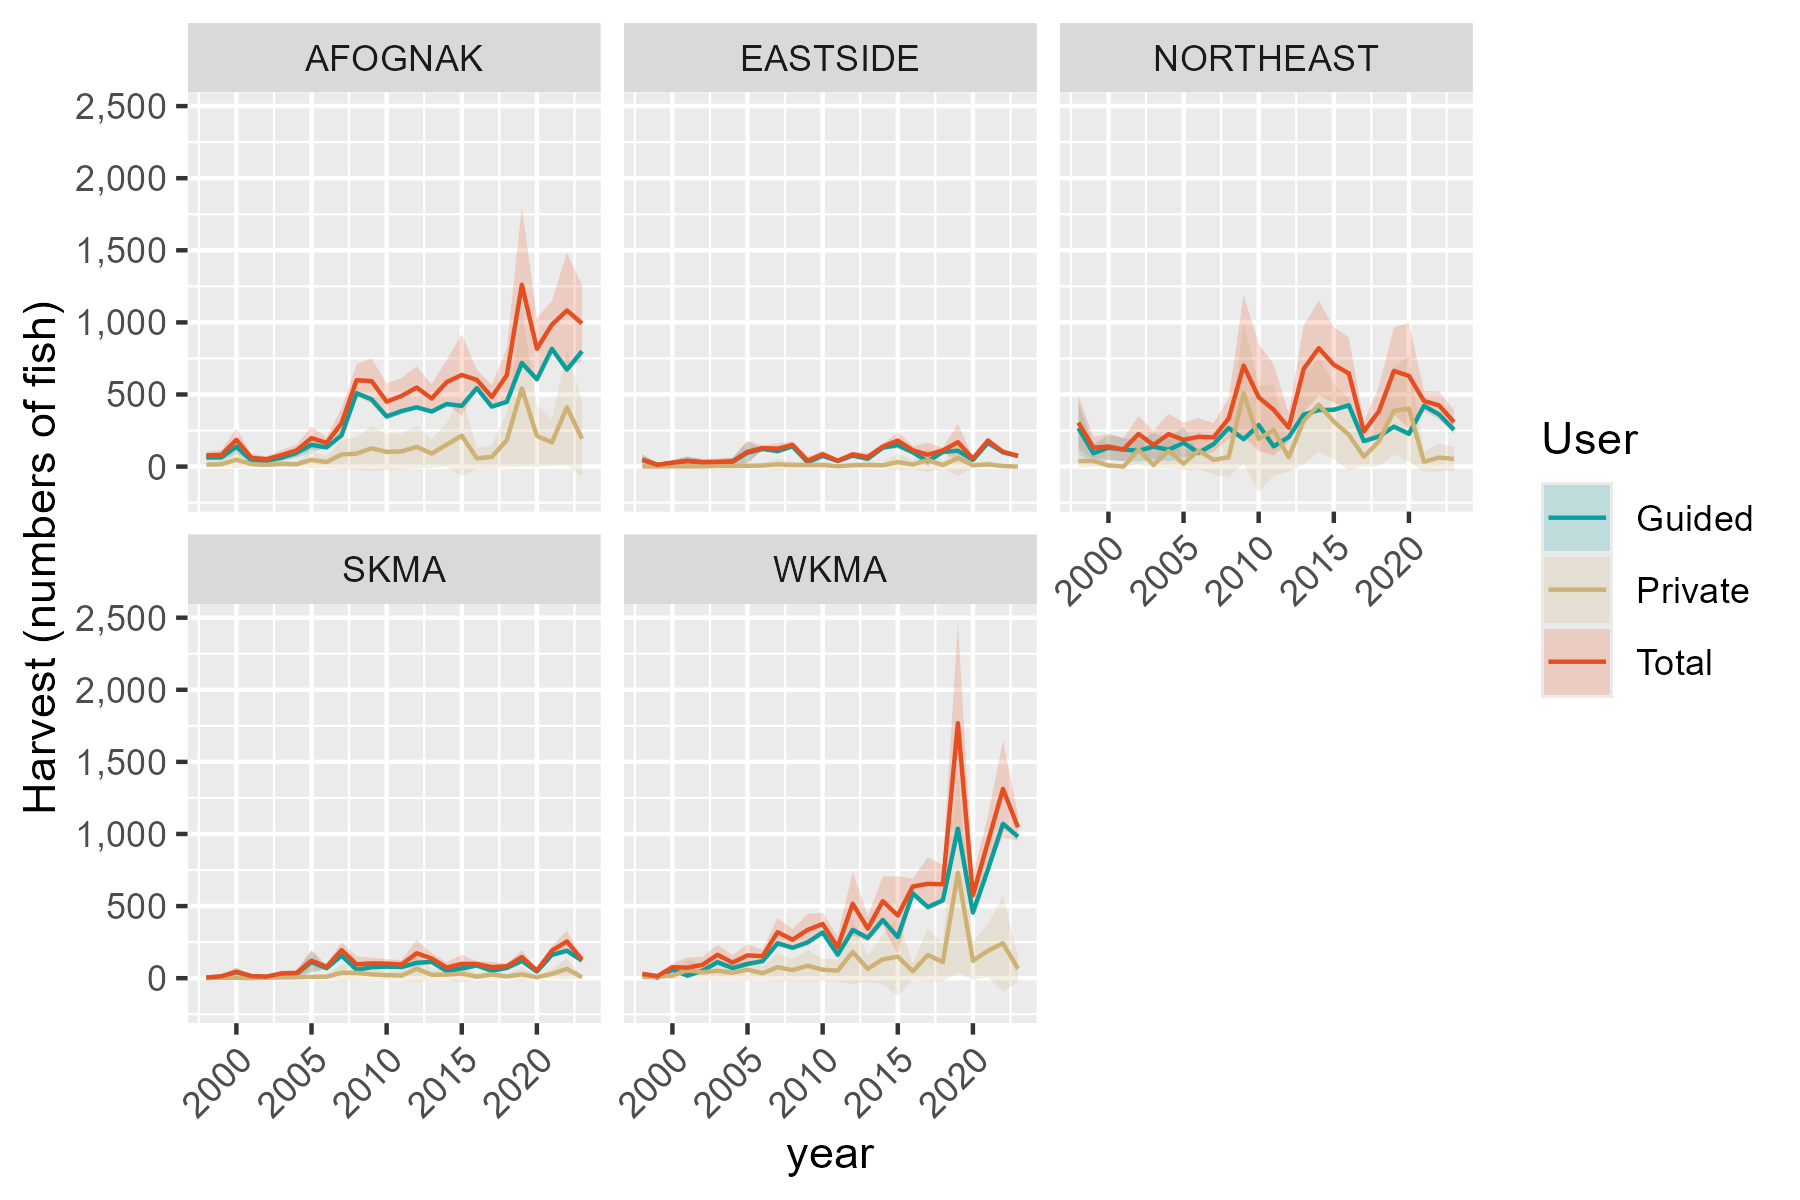 AFOGNAK EASTSIDE NORTHEAST
2,500
2,000
1,500
1,000
500
0
2000 2005 2010 2015 2020
SKMA WKMA
2,500
2,000
1,500
1,000
500
0
2000 2005 2010 2015 2020 2000 2005 2010 2015 2020
year
Harvest (numbers of fish)
User
Guided
Private
Total